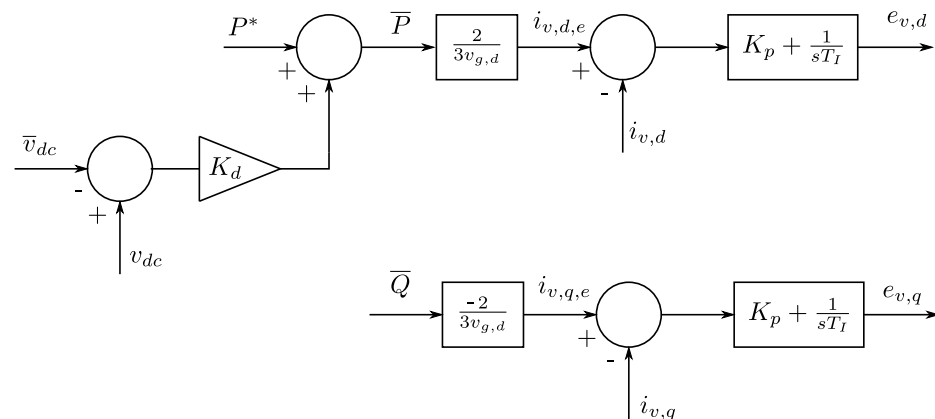 P* P̅ 2/3v_{g,d} i_{v,d,e} K_p + 1/sT_I e_{v,d}
+ + + -
i_{v,d}
v̅_{dc} K_d
- +
v_{dc}
Q̅ -2/3v_{g,d} i_{v,q,e} K_p + 1/sT_I e_{v,q}
+ -
i_{v,q}